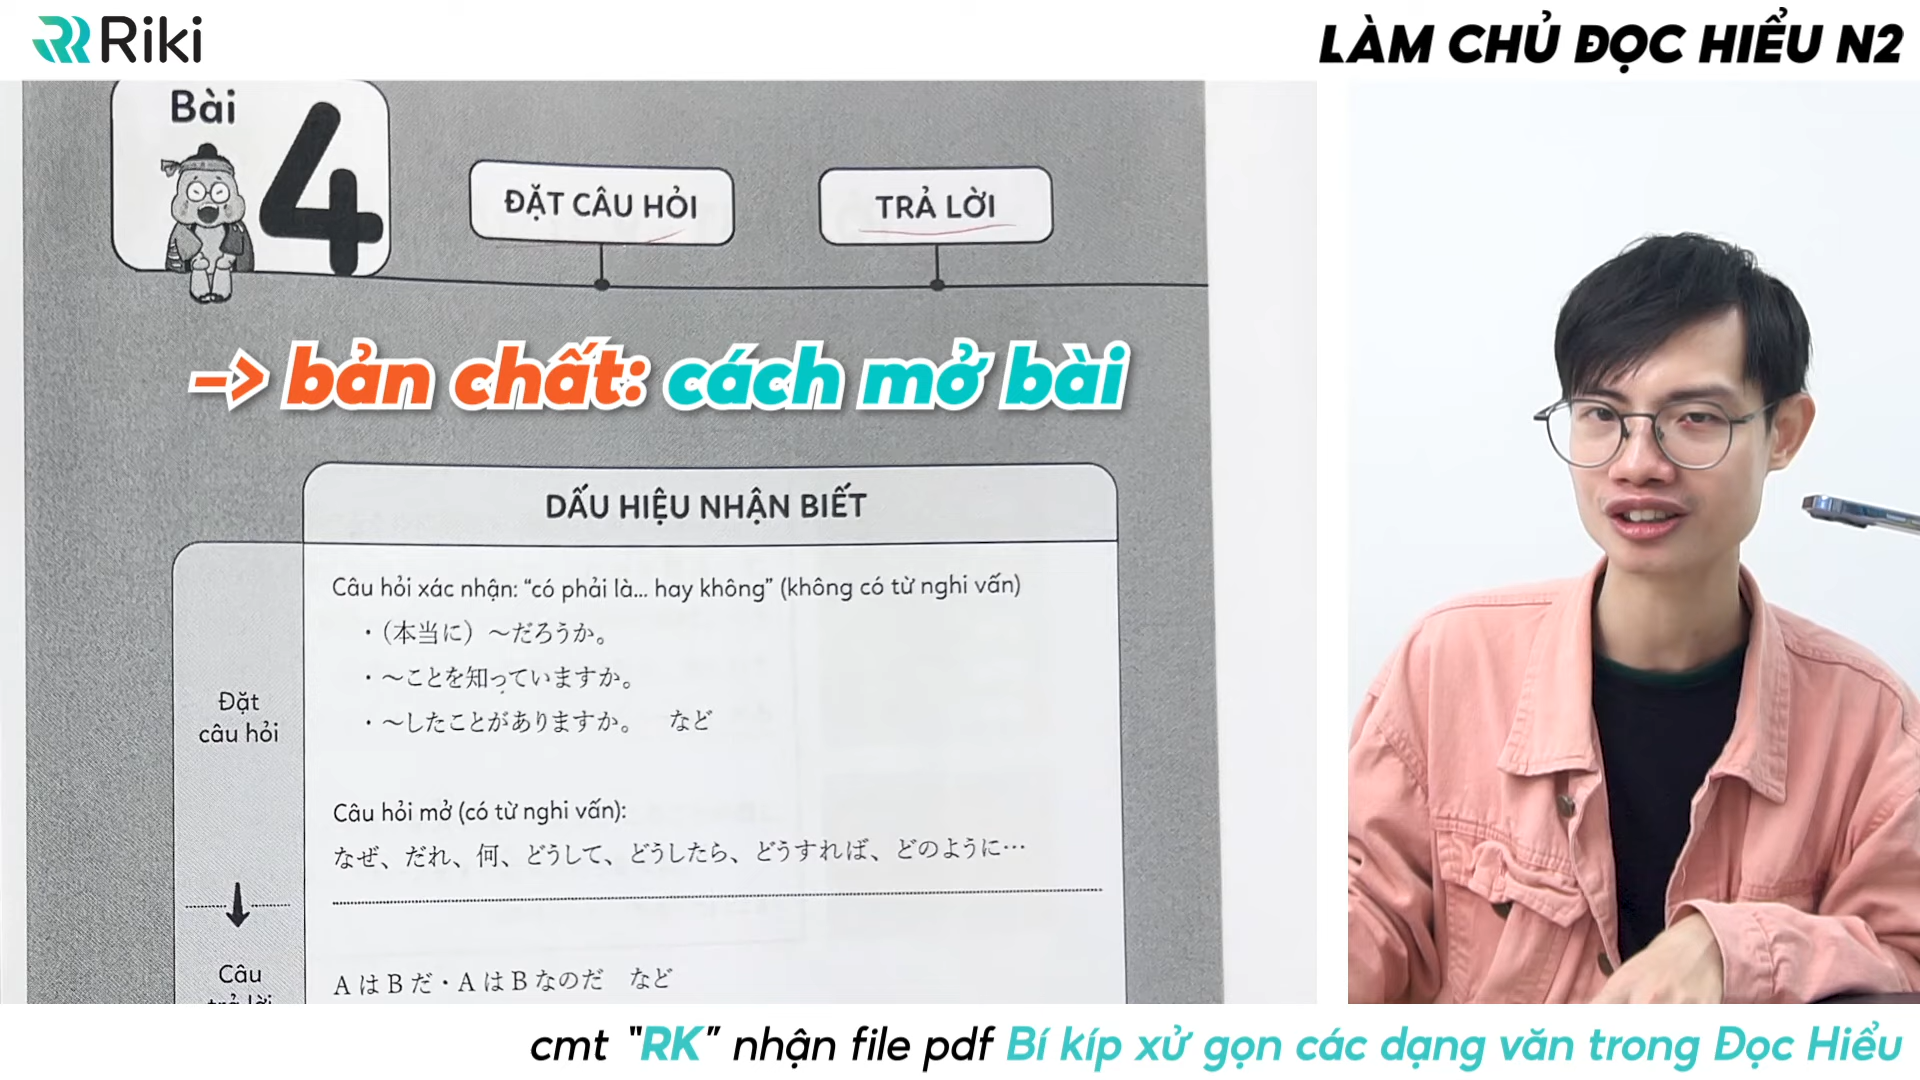 Riki
LÀM CHỦ ĐỌC HIỂU N2
Bài 4
ĐẶT CÂU HỎI
TRẢ LỜI
-> bản chất: cách mở bài
DẤU HIỆU NHẬN BIẾT
Đặt
câu hỏi
Câu hỏi xác nhận: “có phải là... hay không” (không có từ nghi vấn)
・（本当に）～だろうか。
・～ことを知っていますか。
・～したことがありますか。 など
Câu hỏi mở (có từ nghi vấn):
なぜ、だれ、何、どうして、どうしたら、どうすれば、どのように…
Câu
trả lời
A は B だ・A は B なのだ など
cmt "RK" nhận file pdf Bí kíp xử gọn các dạng văn trong Đọc Hiểu